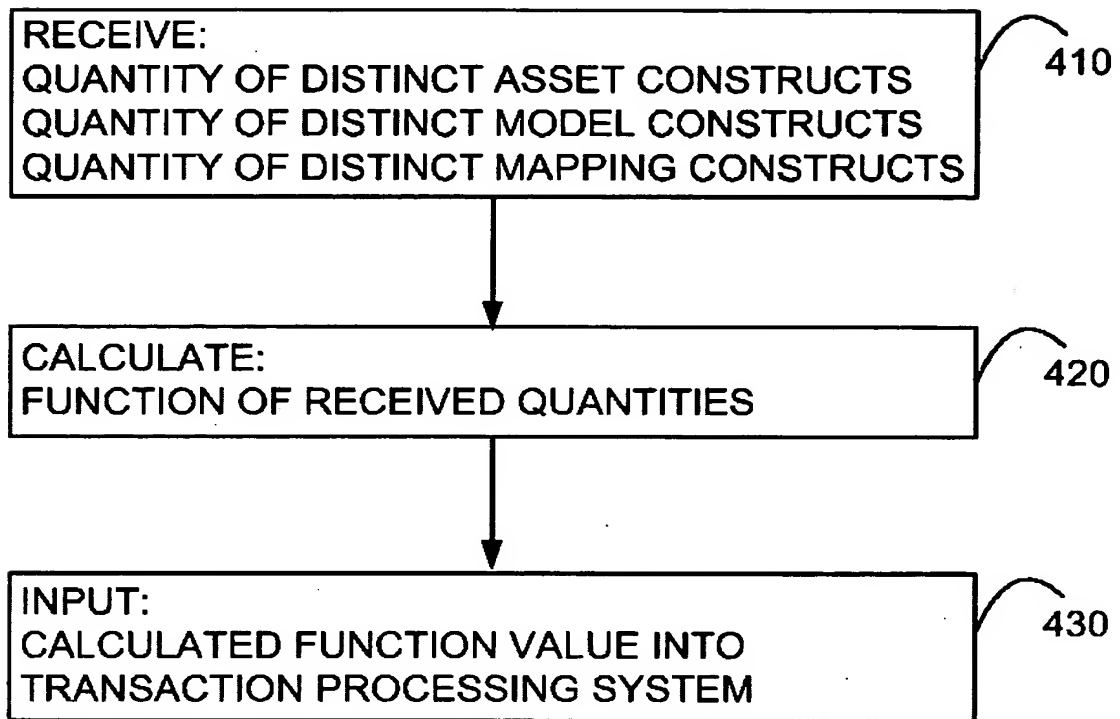 RECEIVE:
QUANTITY OF DISTINCT ASSET CONSTRUCTS
QUANTITY OF DISTINCT MODEL CONSTRUCTS
QUANTITY OF DISTINCT MAPPING CONSTRUCTS
410
CALCULATE:
FUNCTION OF RECEIVED QUANTITIES
420
INPUT:
CALCULATED FUNCTION VALUE INTO
TRANSACTION PROCESSING SYSTEM
430